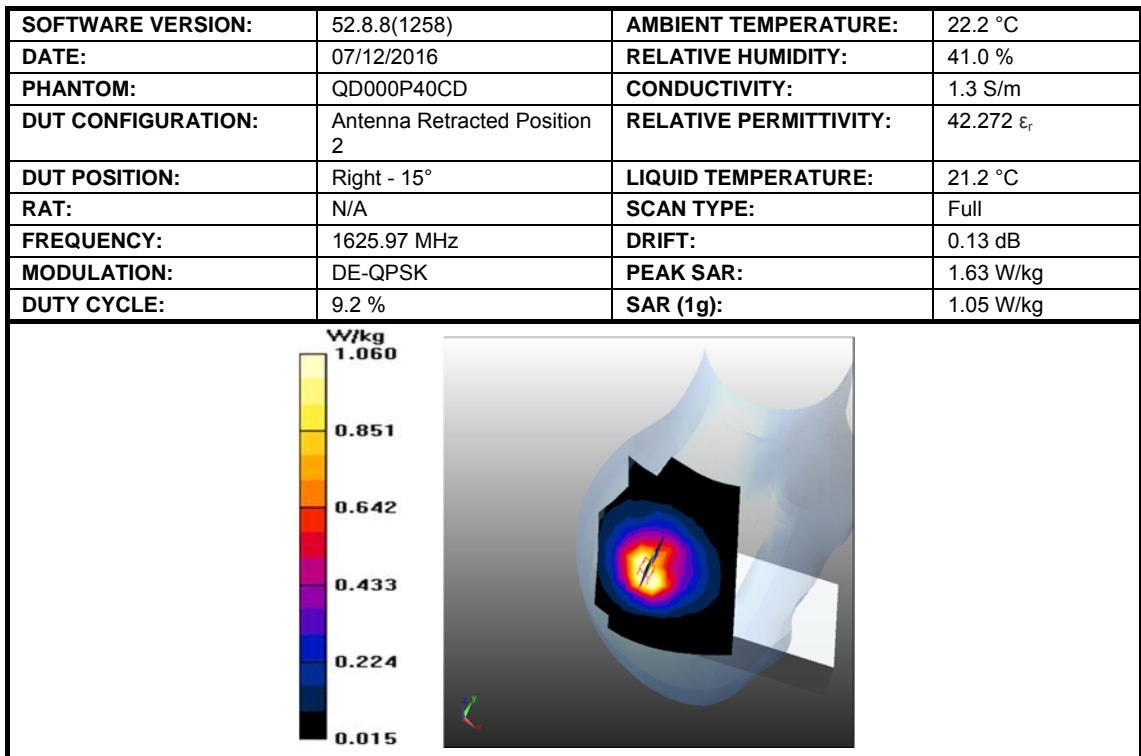 SOFTWARE VERSION: 52.8.8(1258) AMBIENT TEMPERATURE: 22.2 °C
DATE: 07/12/2016 RELATIVE HUMIDITY: 41.0 %
PHANTOM: QD000P40CD CONDUCTIVITY: 1.3 S/m
DUT CONFIGURATION: Antenna Retracted Position 2 RELATIVE PERMITTIVITY: 42.272 εr
DUT POSITION: Right - 15° LIQUID TEMPERATURE: 21.2 °C
RAT: N/A SCAN TYPE: Full
FREQUENCY: 1625.97 MHz DRIFT: 0.13 dB
MODULATION: DE-QPSK PEAK SAR: 1.63 W/kg
DUTY CYCLE: 9.2 % SAR (1g): 1.05 W/kg
W/kg
1.060
0.851
0.642
0.433
0.224
0.015